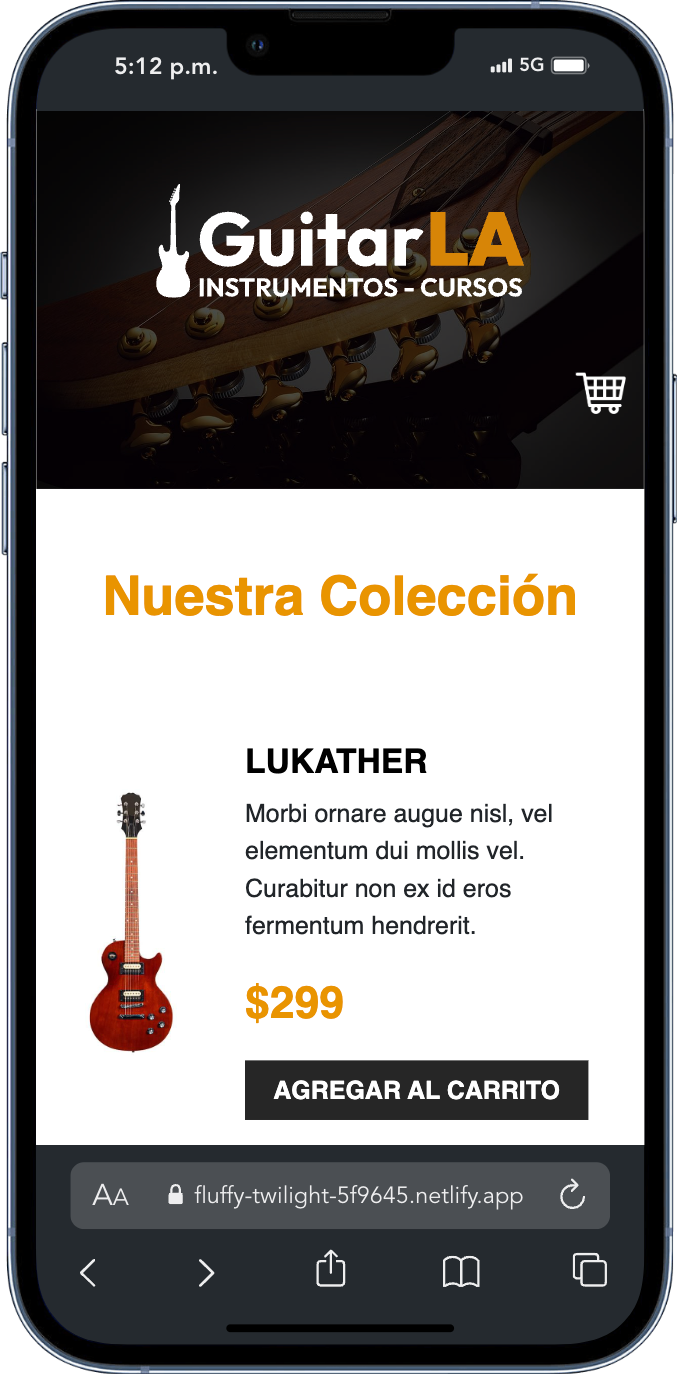 5:12 p.m. 5G
GuitarLA
INSTRUMENTOS - CURSOS
Nuestra Colección
LUKATHER
Morbi ornare augue nisl, vel
elementum dui mollis vel.
Curabitur non ex id eros
fermentum hendrerit.
$299
AGREGAR AL CARRITO
AA fluffy-twilight-5f9645.netlify.app